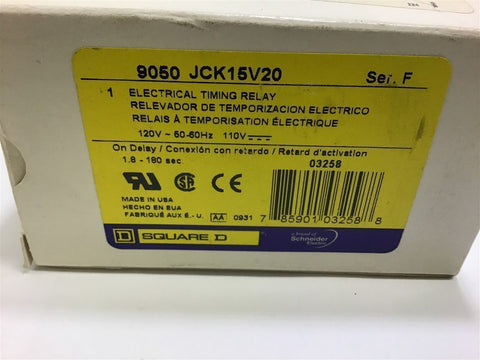 9050 JCK15V20 Ser. F
1 ELECTRICAL TIMING RELAY
RELEVADOR DE TEMPORIZACION ELECTRICO
RELAIS À TEMPORISATION ÉLECTRIQUE
120V ~ 50-60Hz 110V
On Delay / Conexión con retardo / Retard d'activation
1.8 - 180 sec. 03258
MADE IN USA
HECHO EN EUA
FABRIQUÉ AUX É.-U. AA 0931 7 85901 03258 8
D SQUARE D
a brand of
Schneider
Electric